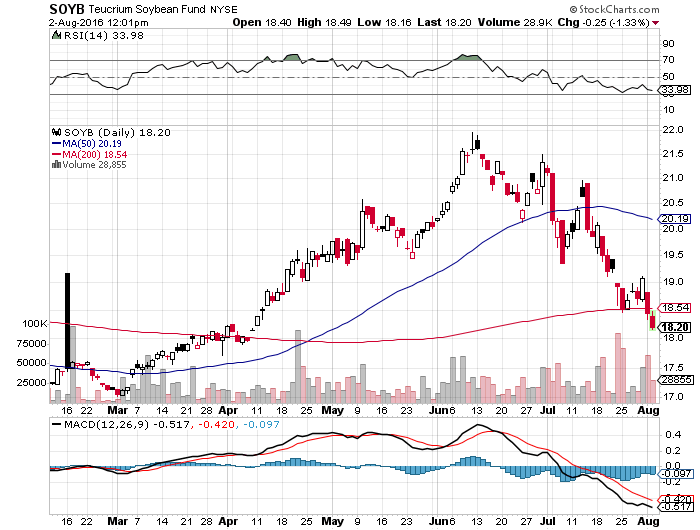 SOYB Teucrium Soybean Fund NYSE © StockCharts.com
2-Aug-2016 12:01pm Open 18.40 High 18.49 Low 18.16 Last 18.20 Volume 28.9K Chg -0.25 (-1.33%)
RSI(14) 33.98
90
70
50
33.98
30
SOYB (Daily) 18.20
MA(50) 20.19
MA(200) 18.54
Volume 28,855
22.0
21.5
21.0
20.5
20.19
20.0
19.5
19.0
18.54
18.20
18.0
17.5
28855
17.0
100K
75000
50000
25000
16 22 Mar 7 14 21 28 Apr 11 18 25 May 9 16 23 Jun 6 13 20 27 Jul 11 18 25 Aug
MACD(12,26,9) -0.517, -0.420, -0.097
0.4
0.2
0.0
-0.097
-0.2
-0.420
-0.517
16 22 Mar 7 14 21 28 Apr 11 18 25 May 9 16 23 Jun 6 13 20 27 Jul 11 18 25 Aug